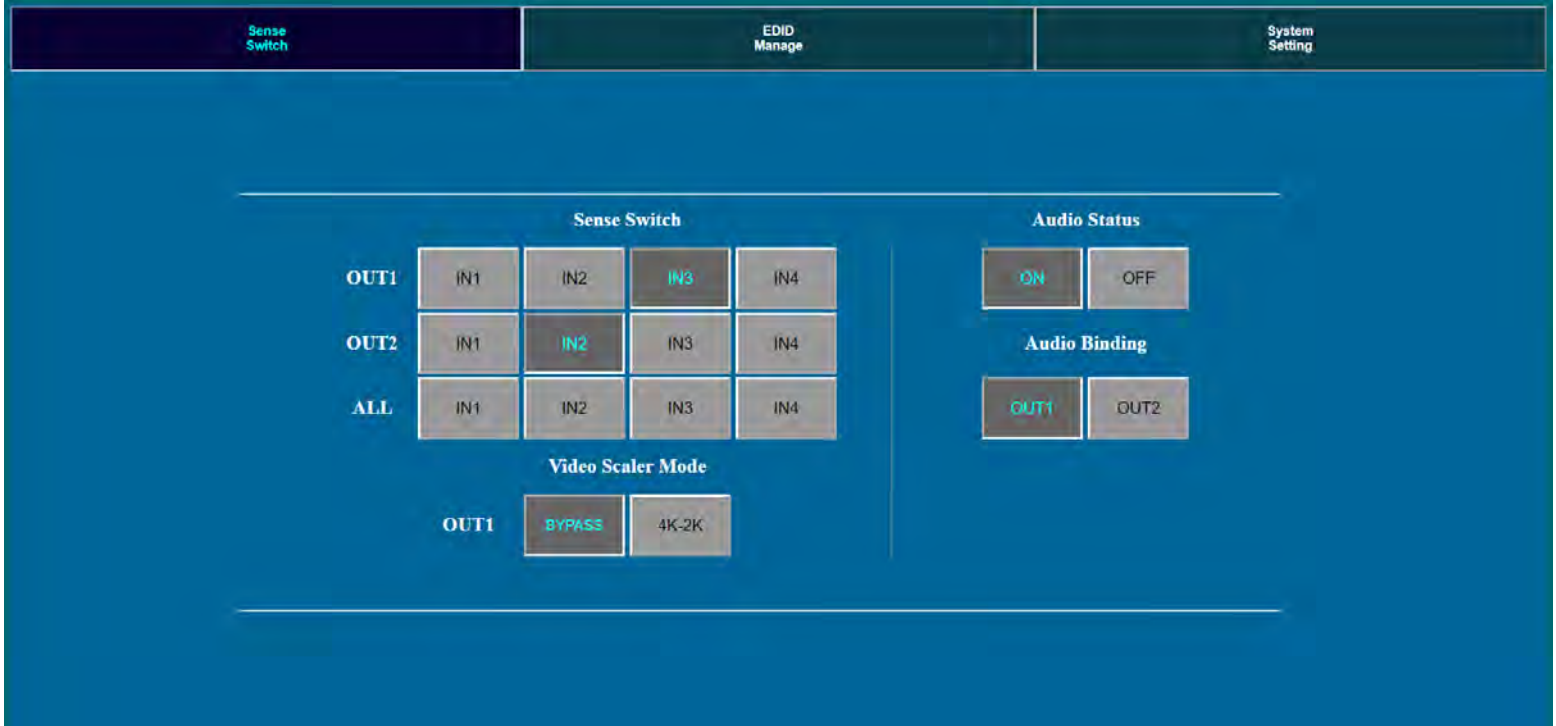 Sense
Switch
EDID
Manage
System
Setting
Sense Switch
OUT1 IN1 IN2 IN3 IN4
OUT2 IN1 IN2 IN3 IN4
ALL IN1 IN2 IN3 IN4
Video Scaler Mode
OUT1 BYPASS 4K-2K
Audio Status
ON OFF
Audio Binding
OUT1 OUT2